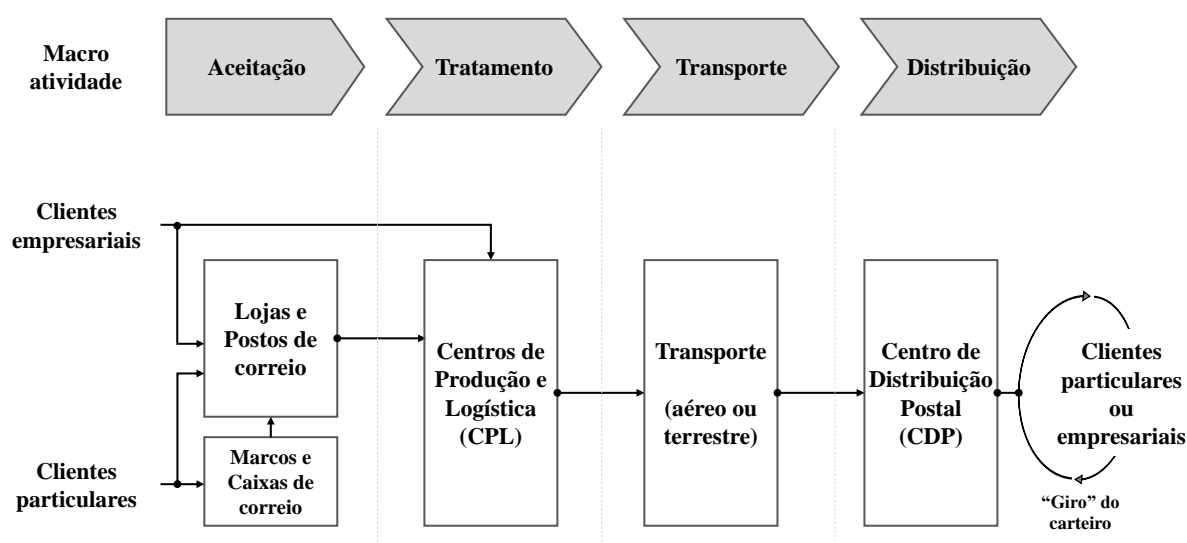 Macro
atividade
Aceitação
Tratamento
Transporte
Distribuição
Clientes
empresariais
Lojas e
Postos de
correio
Marcos e
Caixas de
correio
Clientes
particulares
Centros de
Produção e
Logística
(CPL)
Transporte
(aéreo ou
terrestre)
Centro de
Distribuição
Postal
(CDP)
Clientes
particulares
ou
empresariais
“Giro” do
carteiro